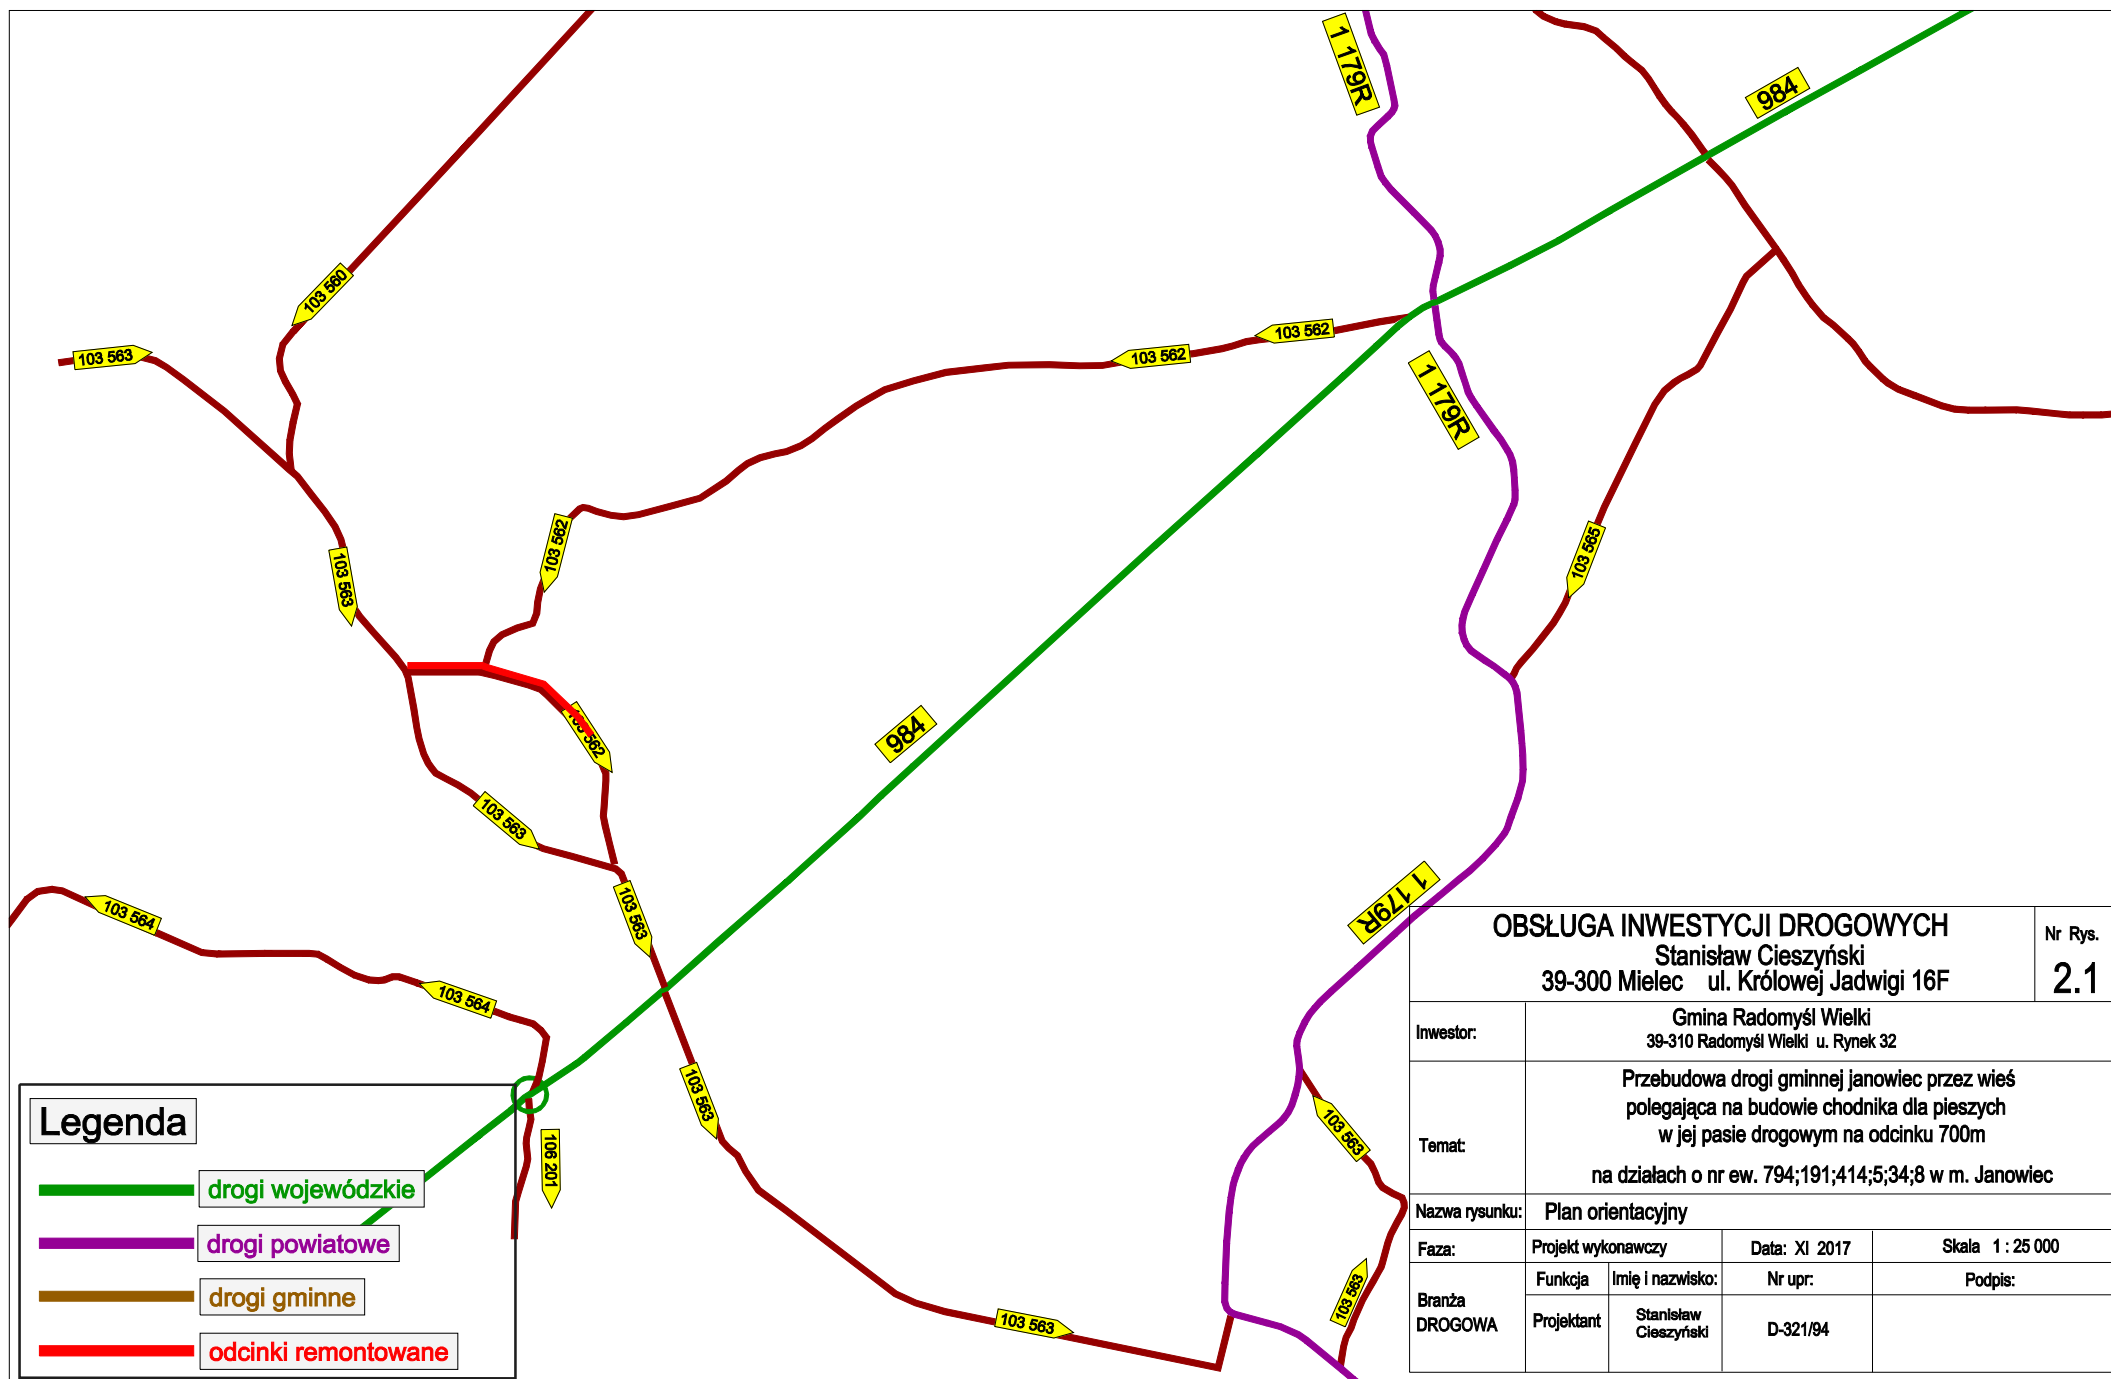 1 179R
984
103 560
103 563
103 562
103 562
1 179R
103 562
103 563
103 565
103 562
984
103 563
103 563
1 179R
103 564
103 564
103 563
103 563
106 201
103 563
103 563
103 563
Legenda
drogi wojewódzkie
drogi powiatowe
drogi gminne
odcinki remontowane
OBSŁUGA INWESTYCJI DROGOWYCH
Stanisław Cieszyński
39-300 Mielec ul. Królowej Jadwigi 16F
Nr Rys.
2.1
Inwestor:
Gmina Radomyśl Wielki
39-310 Radomyśl Wielki u. Rynek 32
Temat:
Przebudowa drogi gminnej janowiec przez wieś
polegająca na budowie chodnika dla pieszych
w jej pasie drogowym na odcinku 700m
na działach o nr ew. 794;191;414;5;34;8 w m. Janowiec
Nazwa rysunku: Plan orientacyjny
Faza: Projekt wykonawczy Data: XI 2017 Skala 1 : 25 000
Branża
DROGOWA
Funkcja Imię i nazwisko: Nr upr: Podpis:
Projektant Stanisław
Cieszyński D-321/94